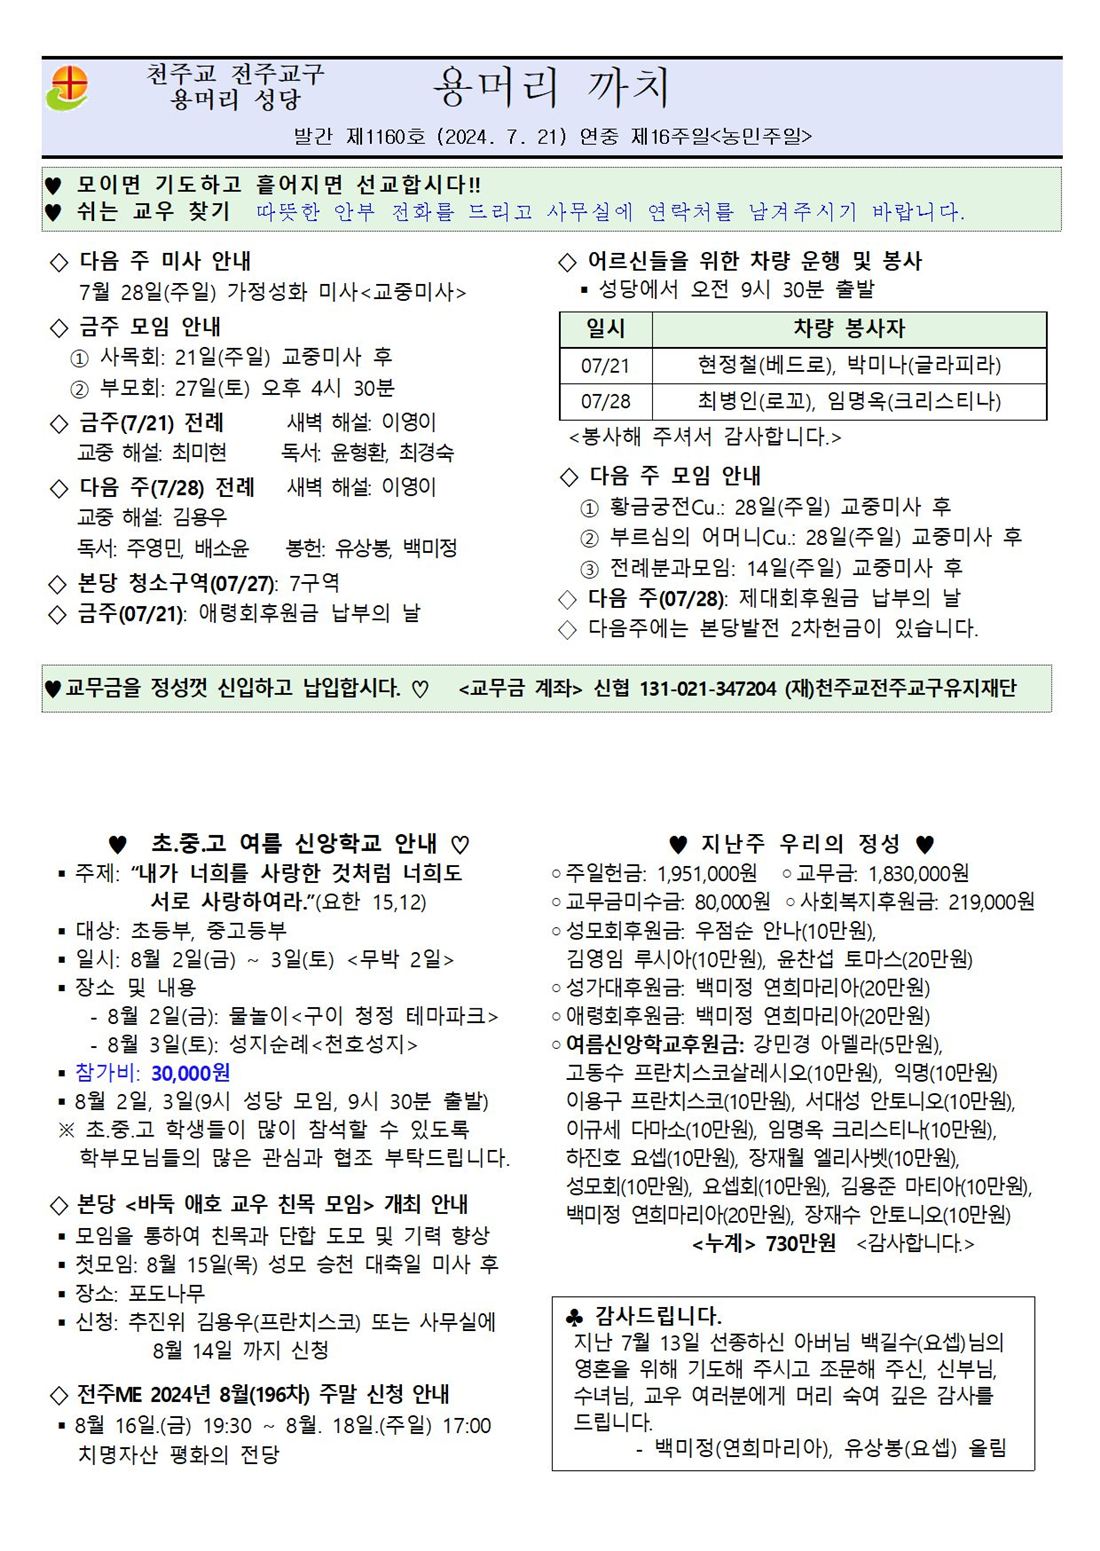 천주교 전주교구
용머리 성당
용머리 까치
발간 제1160호 (2024. 7. 21) 연중 제16주일<농민주일>
♥ 모이면 기도하고 흩어지면 선교합시다!!
♥ 쉬는 교우 찾기 따뜻한 안부 전화를 드리고 사무실에 연락처를 남겨주시기 바랍니다.
◇ 다음 주 미사 안내
7월 28일(주일) 가정성화 미사<교중미사>
◇ 금주 모임 안내
① 사목회: 21일(주일) 교중미사 후
② 부모회: 27일(토) 오후 4시 30분
◇ 금주(7/21) 전례 새벽 해설: 이영이
교중 해설: 최미현 독서: 윤형환, 최경숙
◇ 다음 주(7/28) 전례 새벽 해설: 이영이
교중 해설: 김용우
독서: 주영민, 배소윤 봉헌: 유상봉, 백미정
◇ 본당 청소구역(07/27): 7구역
◇ 금주(07/21): 애령회후원금 납부의 날
◇ 어르신들을 위한 차량 운행 및 봉사
▪ 성당에서 오전 9시 30분 출발
일시 차량 봉사자
07/21 현정철(베드로), 박미나(글라피라)
07/28 최병인(로꼬), 임명옥(크리스티나)
<봉사해 주셔서 감사합니다.>
◇ 다음 주 모임 안내
① 황금궁전Cu.: 28일(주일) 교중미사 후
② 부르심의 어머니Cu.: 28일(주일) 교중미사 후
③ 전례분과모임: 14일(주일) 교중미사 후
◇ 다음 주(07/28): 제대회후원금 납부의 날
◇ 다음주에는 본당발전 2차헌금이 있습니다.
♥교무금을 정성껏 신입하고 납입합시다. ♡ <교무금 계좌> 신협 131-021-347204 (재)천주교전주교구유지재단
♥ 초.중.고 여름 신앙학교 안내 ♡
▪ 주제: “내가 너희를 사랑한 것처럼 너희도
서로 사랑하여라.”(요한 15,12)
▪ 대상: 초등부, 중고등부
▪ 일시: 8월 2일(금) ~ 3일(토) <무박 2일>
▪ 장소 및 내용
- 8월 2일(금): 물놀이<구이 청정 테마파크>
- 8월 3일(토): 성지순례<천호성지>
▪ 참가비: 30,000원
▪ 8월 2일, 3일(9시 성당 모임, 9시 30분 출발)
※ 초.중.고 학생들이 많이 참석할 수 있도록
학부모님들의 많은 관심과 협조 부탁드립니다.
◇ 본당 <바둑 애호 교우 친목 모임> 개최 안내
▪ 모임을 통하여 친목과 단합 도모 및 기력 향상
▪ 첫모임: 8월 15일(목) 성모 승천 대축일 미사 후
▪ 장소: 포도나무
▪ 신청: 추진위 김용우(프란치스코) 또는 사무실에
8월 14일 까지 신청
◇ 전주ME 2024년 8월(196차) 주말 신청 안내
▪ 8월 16일.(금) 19:30 ~ 8월. 18일.(주일) 17:00
치명자산 평화의 전당
♥ 지난주 우리의 정성 ♥
○ 주일헌금: 1,951,000원 ○ 교무금: 1,830,000원
○ 교무금미수금: 80,000원 ○ 사회복지후원금: 219,000원
○ 성모회후원금: 우점순 안나(10만원),
김영임 루시아(10만원), 윤찬섭 토마스(20만원)
○ 성가대후원금: 백미정 연희마리아(20만원)
○ 애령회후원금: 백미정 연희마리아(20만원)
○ 여름신앙학교후원금: 강민경 아델라(5만원),
고동수 프란치스코살레시오(10만원), 익명(10만원)
이용구 프란치스코(10만원), 서대성 안토니오(10만원),
이규세 다마소(10만원), 임명옥 크리스티나(10만원),
하진호 요셉(10만원), 장재월 엘리사벳(10만원),
성모회(10만원), 요셉회(10만원), 김용준 마티아(10만원),
백미정 연희마리아(20만원), 장재수 안토니오(10만원)
<누계> 730만원 <감사합니다.>
♣ 감사드립니다.
지난 7월 13일 선종하신 아버님 백길수(요셉)님의
영혼을 위해 기도해 주시고 조문해 주신, 신부님,
수녀님, 교우 여러분에게 머리 숙여 깊은 감사를
드립니다.
- 백미정(연희마리아), 유상봉(요셉) 올림